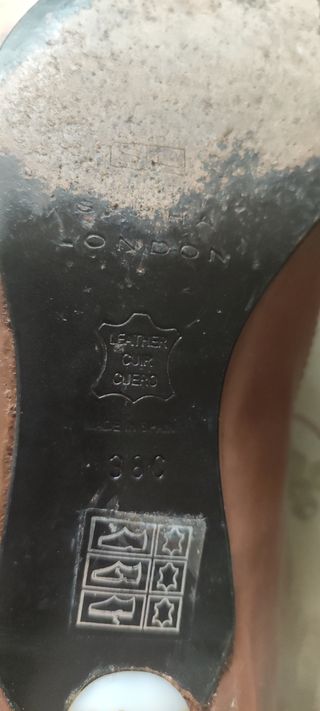 LONDON
LEATHER
CUIR
CUERO
MADE IN SPAIN
36C